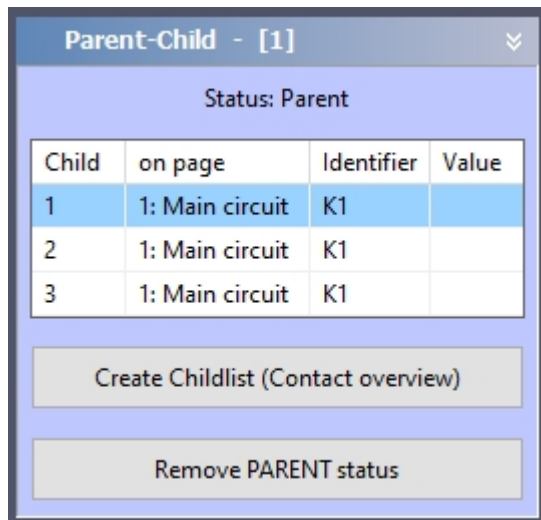 Parent-Child - [1]
Status: Parent
Child on page Identifier Value
1 1: Main circuit K1
2 1: Main circuit K1
3 1: Main circuit K1
Create Childlist (Contact overview)
Remove PARENT status